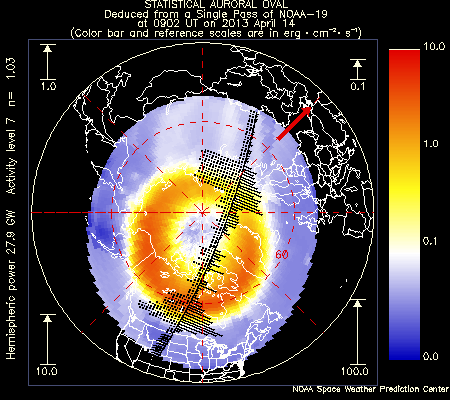 STATISTICAL AURORAL OVAL
Deduced from a Single Pass of NOAA-19
at 0902 UT on 2013 April 14
(Color bar and reference scales are in erg·cm⁻²·s⁻¹)
Hemispheric power 27.9 GW Activity level 7 n= 1.03
1.0
0.1
10.0
100.0
60
10.0
1.0
0.1
0.0
NOAA Space Weather Prediction Center